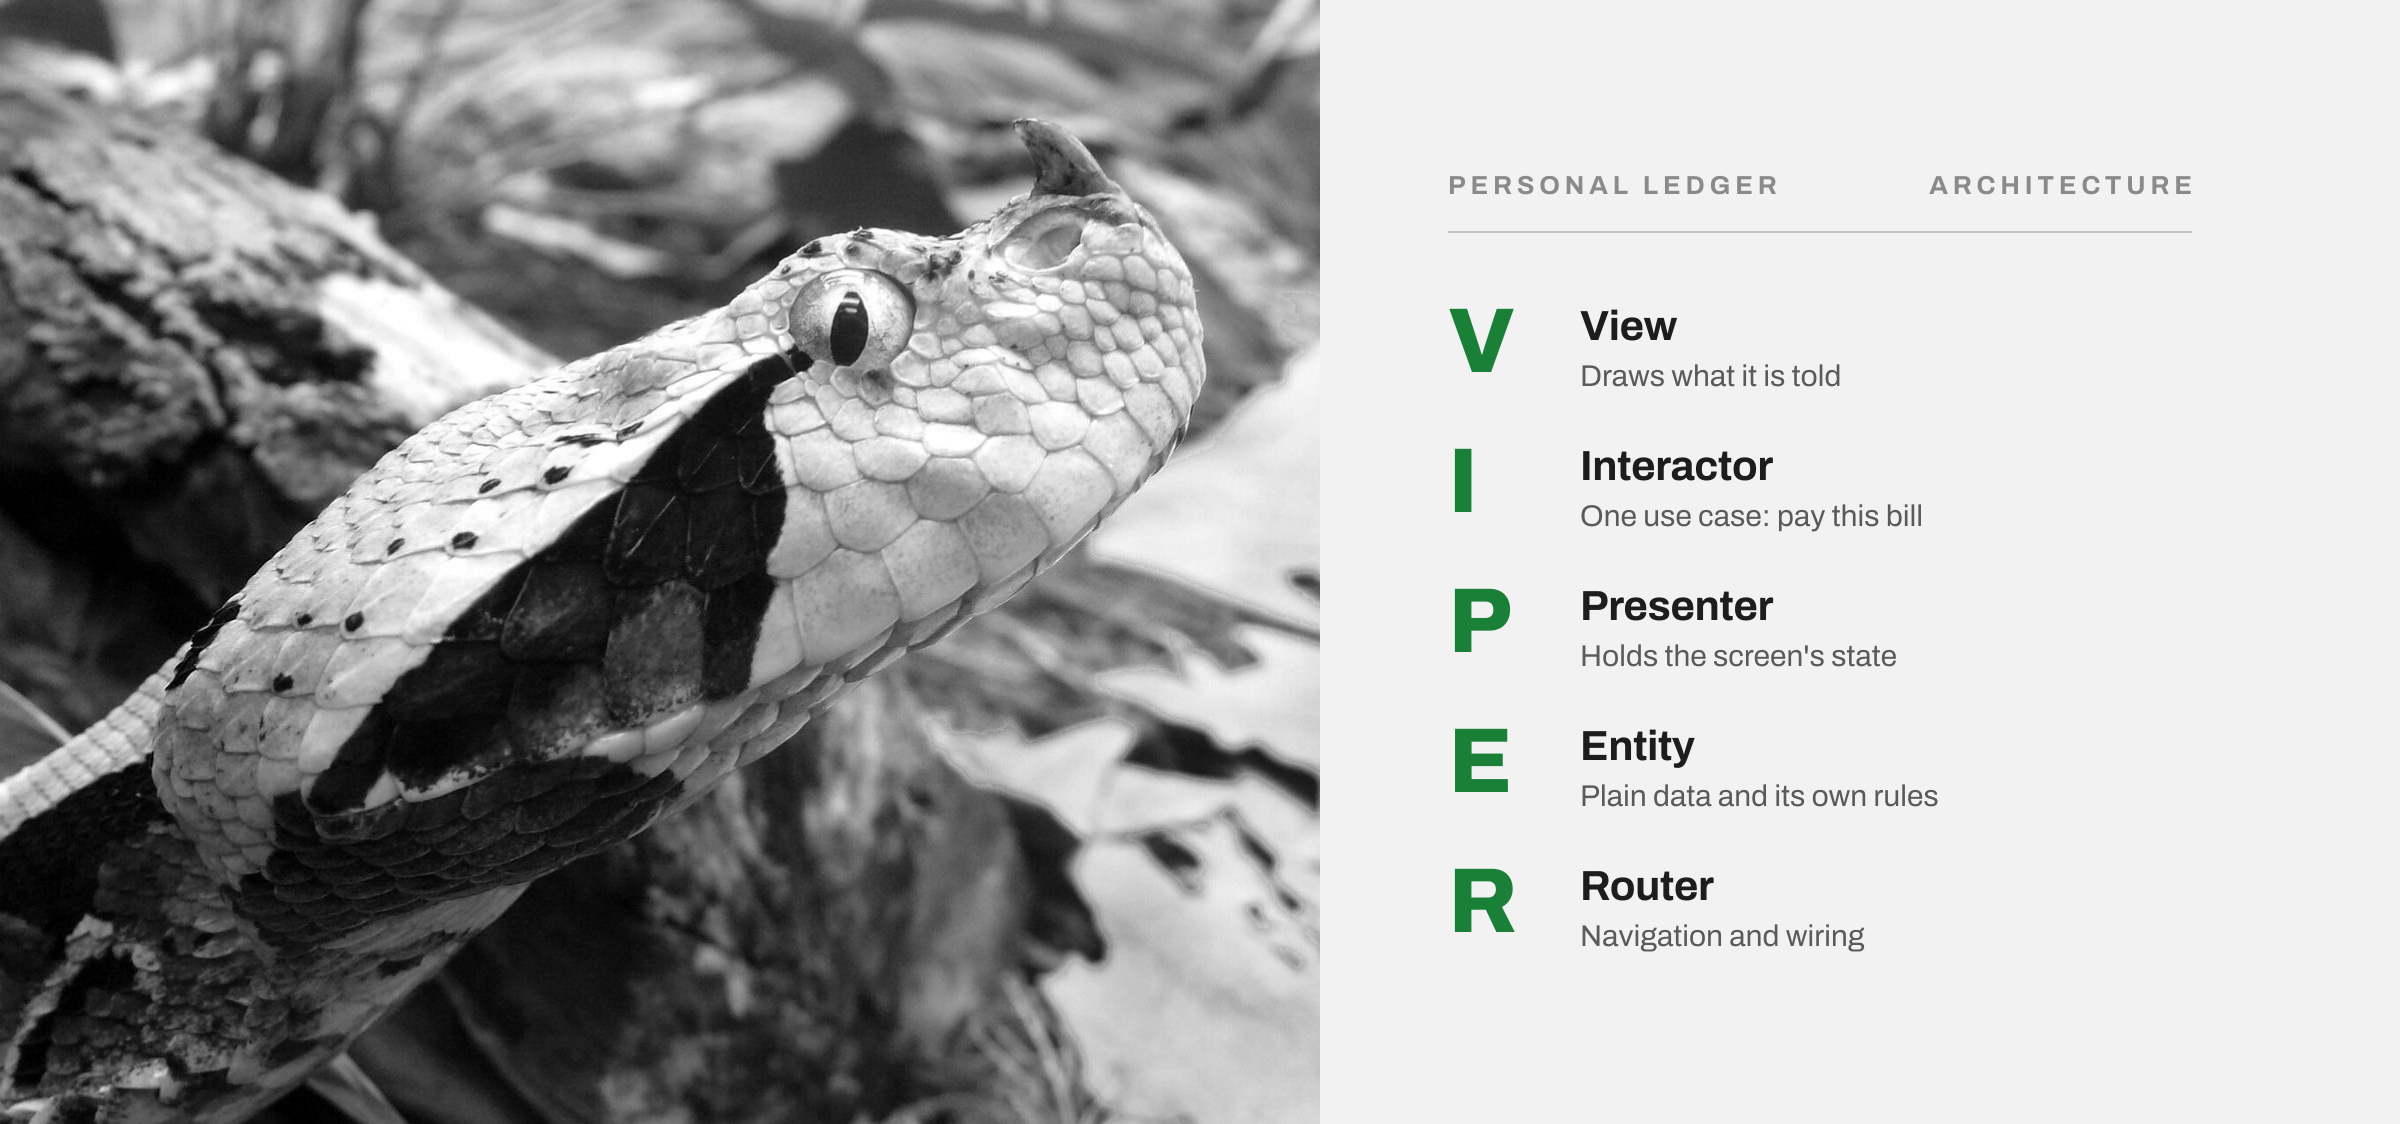 PERSONAL LEDGER ARCHITECTURE
V View
Draws what it is told
I Interactor
One use case: pay this bill
P Presenter
Holds the screen's state
E Entity
Plain data and its own rules
R Router
Navigation and wiring